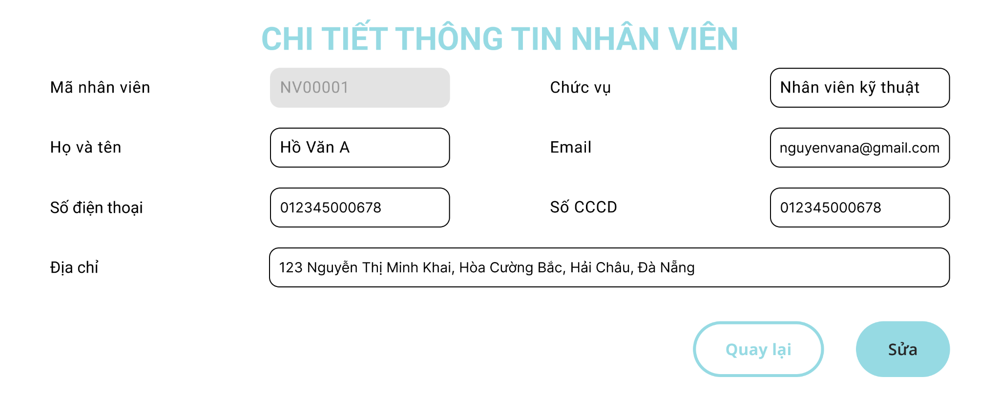 CHI TIẾT THÔNG TIN NHÂN VIÊN
Mã nhân viên
NV00001
Chức vụ
Nhân viên kỹ thuật
Họ và tên
Hồ Văn A
Email
nguyenvana@gmail.com
Số điện thoại
012345000678
Số CCCD
012345000678
Địa chỉ
123 Nguyễn Thị Minh Khai, Hòa Cường Bắc, Hải Châu, Đà Nẵng
Quay lại
Sửa